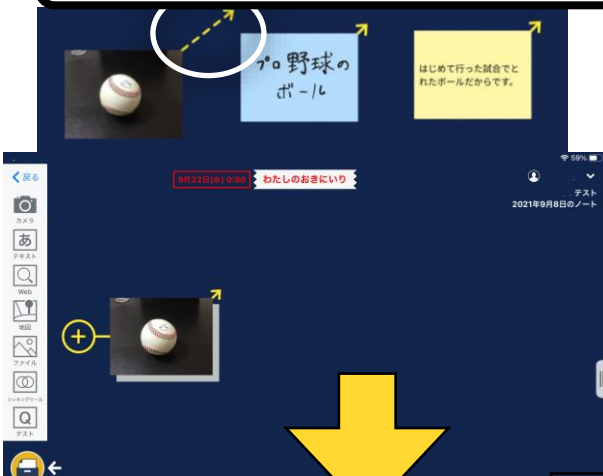 プロ野球の
ボール
はじめて行った試合でと
れたボールだからです。
59%
戻る
9月22日(水) 0:00
わたしのおきにいり
テスト
2021年9月8日のノート
カメラ
あ
テキスト
Web
地図
ファイル
シンキングツール
Q
テスト